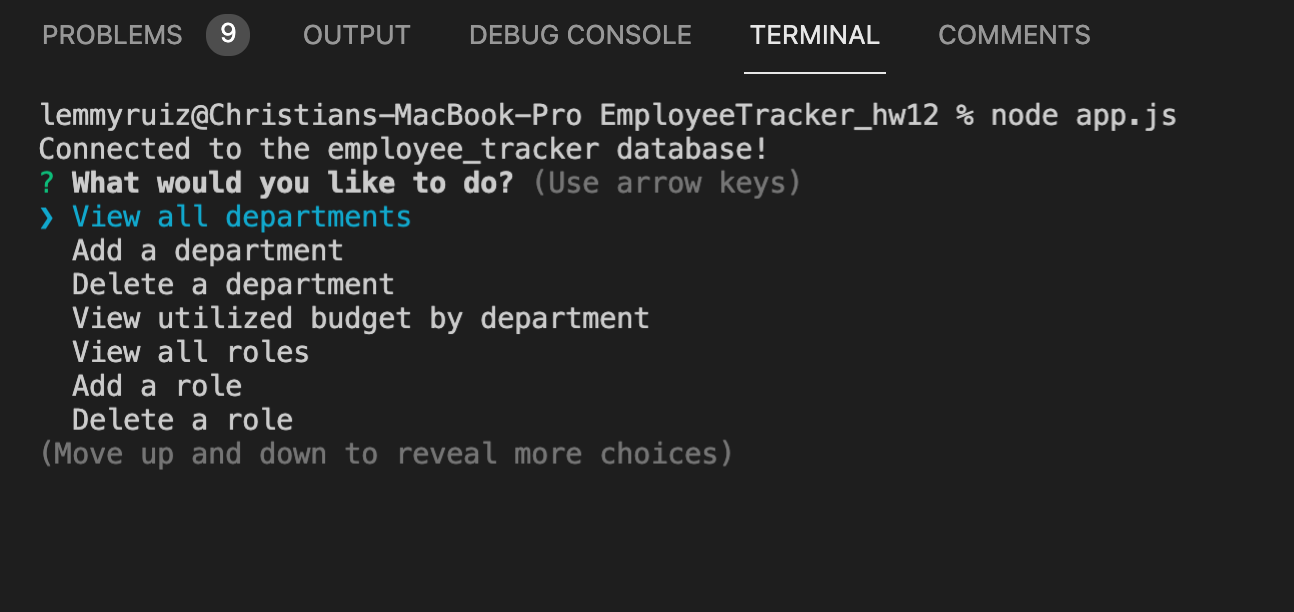 PROBLEMS 9 OUTPUT DEBUG CONSOLE TERMINAL COMMENTS
lemmyruiz@Christians-MacBook-Pro EmployeeTracker_hw12 % node app.js
Connected to the employee_tracker database!
? What would you like to do? (Use arrow keys)
❯ View all departments
Add a department
Delete a department
View utilized budget by department
View all roles
Add a role
Delete a role
(Move up and down to reveal more choices)